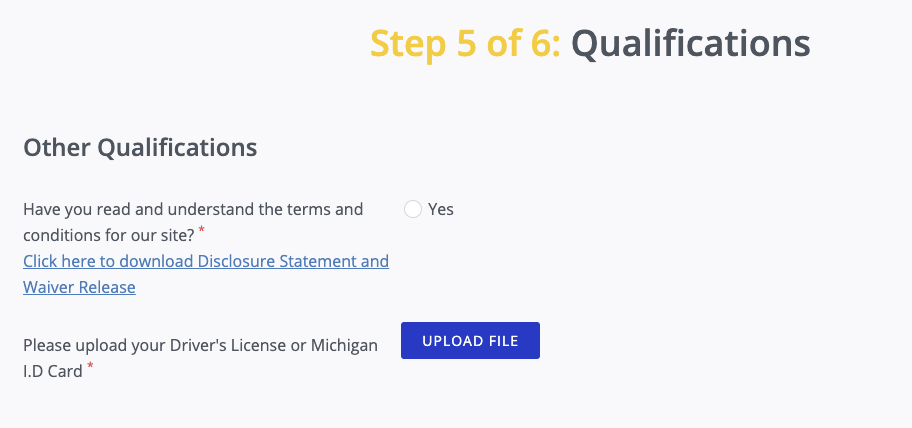 Step 5 of 6: Qualifications
Other Qualifications
Have you read and understand the terms and
conditions for our site? *
Yes
Click here to download Disclosure Statement and
Waiver Release
Please upload your Driver's License or Michigan
I.D Card *
UPLOAD FILE